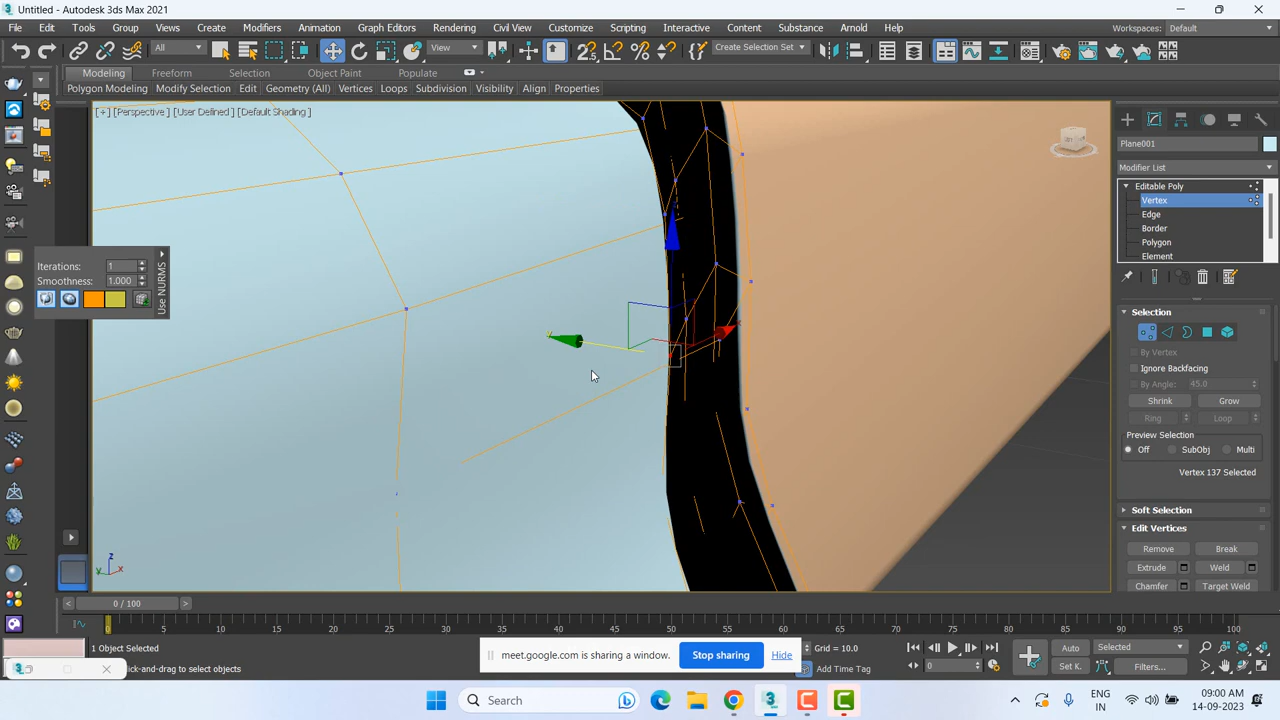 Untitled - Autodesk 3ds Max 2021
File Edit Tools Group Views Create Modifiers Animation Graph Editors Rendering Civil View Customize Scripting Interactive Content Substance Arnold Help
Workspaces: Default
All View Create Selection Set
Modeling Freeform Selection Object Paint Populate
Polygon Modeling Modify Selection Edit Geometry (All) Vertices Loops Subdivision Visibility Align Properties
[ + ] [Perspective ] [User Defined ] [Default Shading ]
Plane001
Modifier List
Editable Poly
Vertex
Edge
Border
Polygon
Element
Iterations: 1
Smoothness: 1.000
Use NURMS
Selection
By Vertex
Ignore Backfacing
By Angle: 45.0
Shrink Grow
Ring Loop
Preview Selection
Off SubObj Multi
Vertex 137 Selected
Soft Selection
Edit Vertices
Remove Break
Extrude Weld
Chamfer Target Weld
< 0 / 100 >
0 5 10 15 20 25 30 35 40 45 50 55 60 65 70 75 80 85 90 95 100
1 Object Selected
meet.google.com is sharing a window. Stop sharing Hide
Grid = 10.0
Auto Selected
ick-and-drag to select objects
Add Time Tag
0
Set K. Filters...
Search
ENG
IN
09:00 AM
14-09-2023